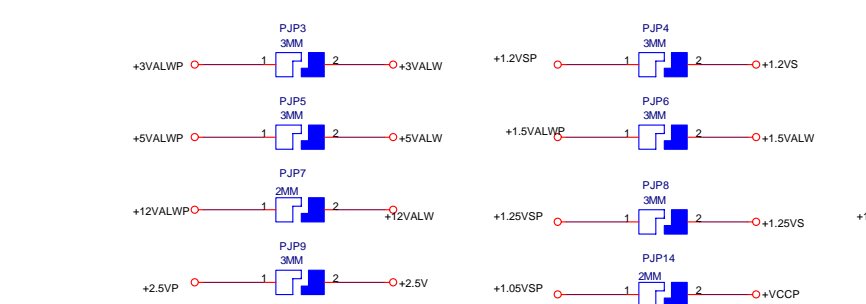 PJP3
3MM
+3VALWP 1 2 +3VALW
PJP4
3MM
+1.2VSP 1 2 +1.2VS
PJP5
3MM
+5VALWP 1 2 +5VALW
PJP6
3MM
+1.5VALWP 1 2 +1.5VALW
PJP7
2MM
+12VALWP 1 2 +12VALW
PJP8
3MM
+1.25VSP 1 2 +1.25VS
PJP9
3MM
+2.5VP 1 2 +2.5V
PJP14
2MM
+1.05VSP 1 2 +VCCP